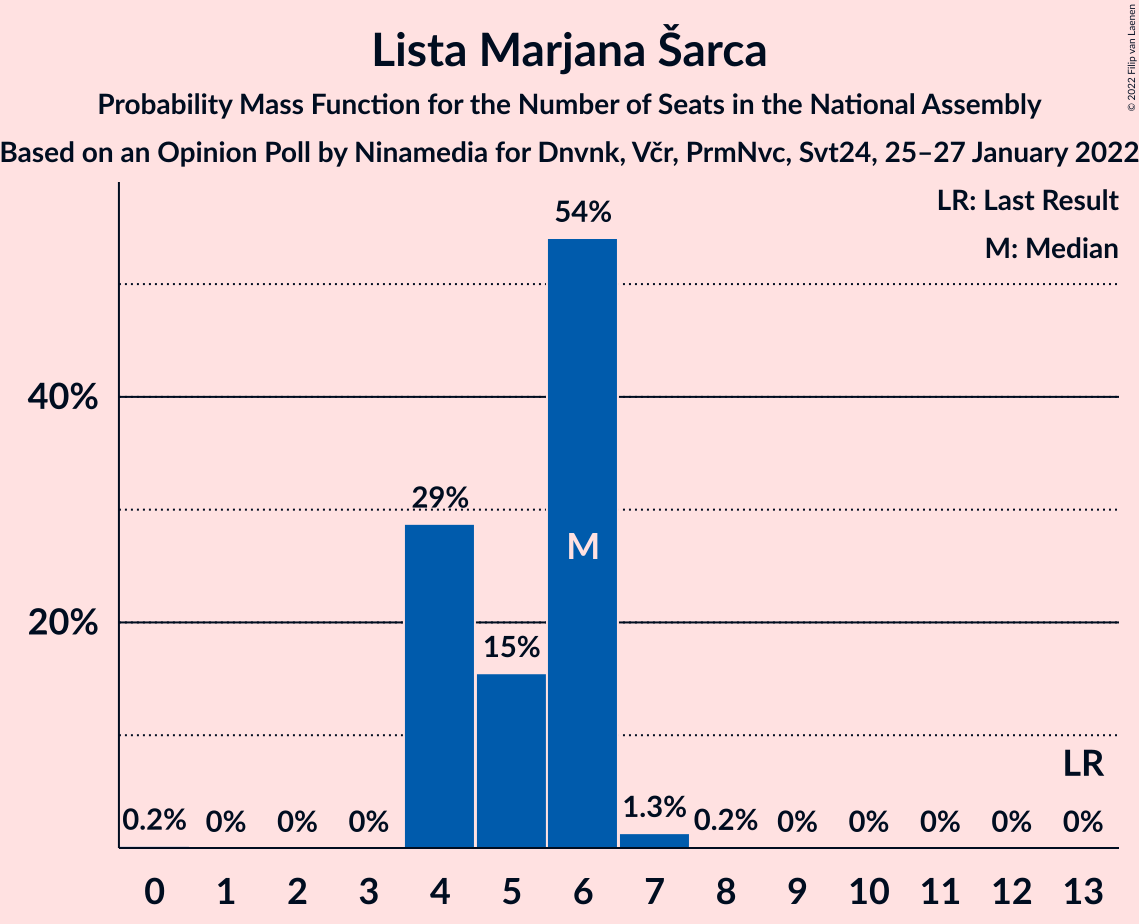 Lista Marjana Šarca
Probability Mass Function for the Number of Seats in the National Assembly
Based on an Opinion Poll by Ninamedia for Dnvnk, Včr, PrmNvc, Svt24, 25–27 January 2022
© 2022 Filip van Laenen
LR: Last Result
M: Median
54%
40%
29%
M
20%
15%
LR
0.2% 0% 0% 0% 1.3% 0.2% 0% 0% 0% 0% 0%
0 1 2 3 4 5 6 7 8 9 10 11 12 13